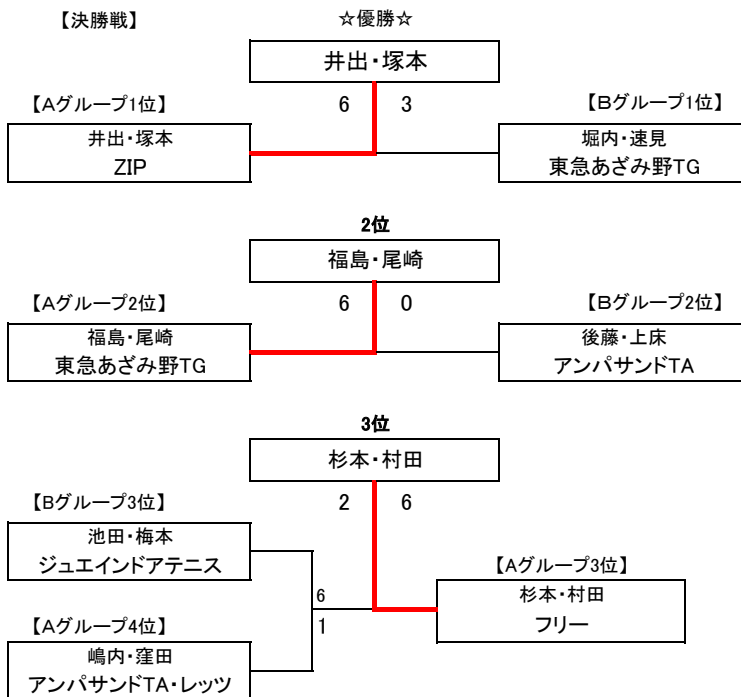 【決勝戦】 ☆優勝☆
井出・塚本
【Aグループ1位】 6 3 【Bグループ1位】
井出・塚本 堀内・速見
ZIP 東急あざみ野TG
2位
福島・尾崎
【Aグループ2位】 6 0 【Bグループ2位】
福島・尾崎 後藤・上床
東急あざみ野TG アンパサンドTA
3位
杉本・村田
【Bグループ3位】 2 6
池田・梅本
ジュエインドアテニス 【Aグループ3位】
6 杉本・村田
【Aグループ4位】 1 フリー
嶋内・窪田
アンパサンドTA・レッツ